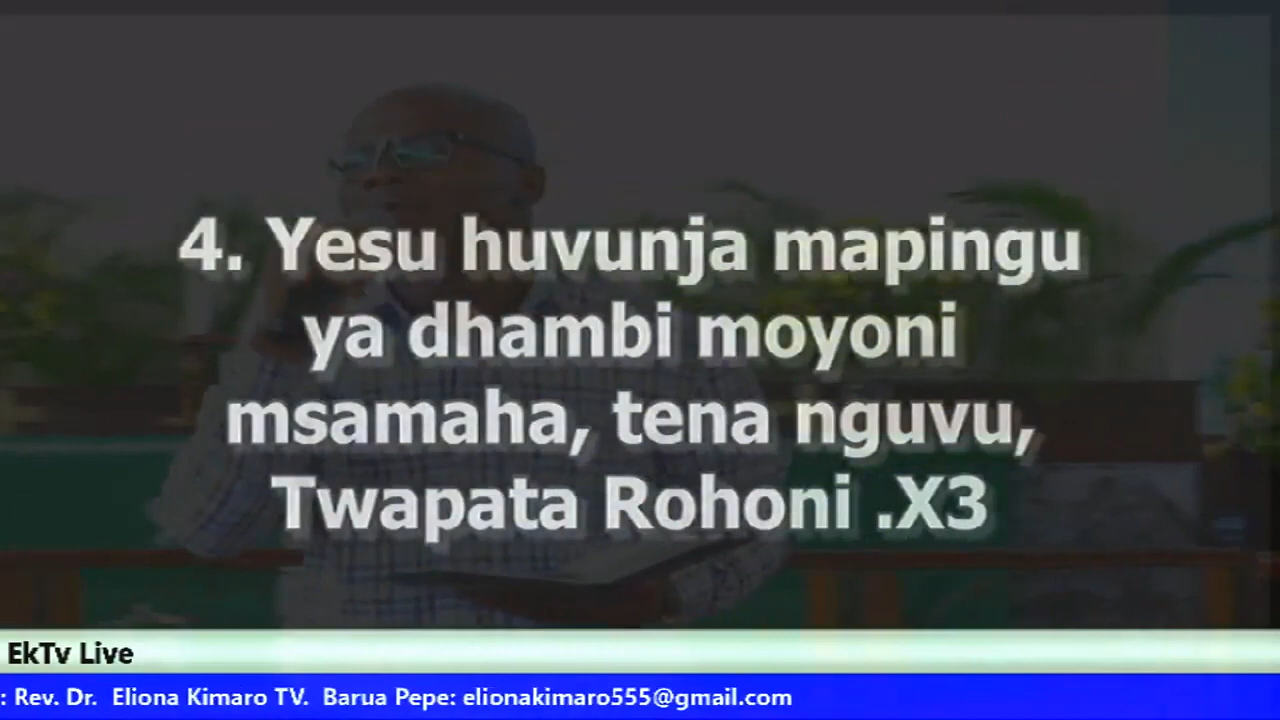 4. Yesu huvunja mapingu
ya dhambi moyoni
msamaha, tena nguvu,
Twapata Rohoni .X3
EkTv Live
: Rev. Dr.  Eliona Kimaro TV.  Barua Pepe: elionakimaro555@gmail.com